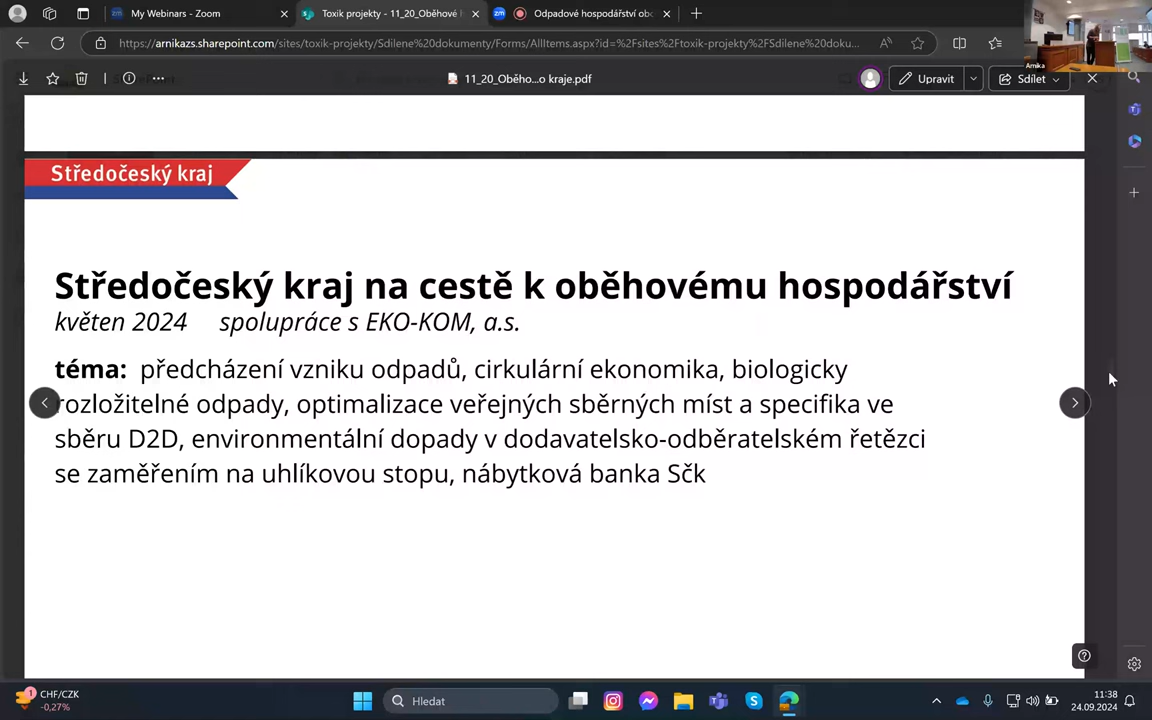 My Webinars - Zoom
Toxik projekty - 11_20_Oběhové h
Odpadové hospodářství obc
https://arnikazs.sharepoint.com/sites/toxik-projekty/Sdilene%20dokumenty/Forms/AllItems.aspx?id=%2Fsites%2Ftoxik-projekty%2FSdilene%20doku...
Arnika
11_20_Oběho...o kraje.pdf
Upravit
Sdílet
Středočeský kraj
Středočeský kraj na cestě k oběhovému hospodářství
květen 2024 spolupráce s EKO-KOM, a.s.
téma: předcházení vzniku odpadů, cirkulární ekonomika, biologicky
rozložitelné odpady, optimalizace veřejných sběrných míst a specifika ve
sběru D2D, environmentální dopady v dodavatelsko-odběratelském řetězci
se zaměřením na uhlíkovou stopu, nábytková banka Sčk
1
CHF/CZK
-0,27%
Hledat
11:38
24.09.2024